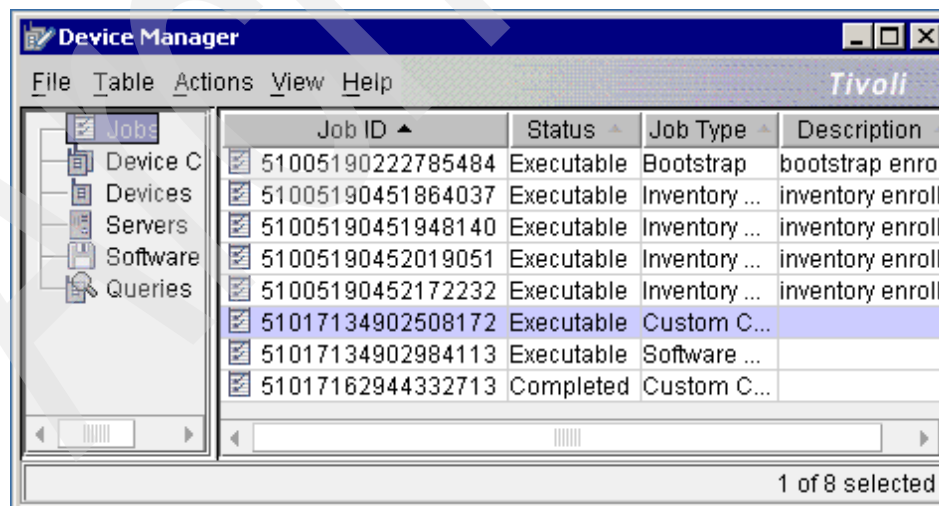 Device Manager
File Table Actions View Help Tivoli
Jobs
Device C
Devices
Servers
Software
Queries
Job ID Status Job Type Description
51005190222785484 Executable Bootstrap bootstrap enro
51005190451864037 Executable Inventory ... inventory enroll
51005190451948140 Executable Inventory ... inventory enroll
51005190452019051 Executable Inventory ... inventory enroll
51005190452172232 Executable Inventory ... inventory enroll
51017134902508172 Executable Custom C...
51017134902984113 Executable Software ...
51017162944332713 Completed Custom C...
1 of 8 selected